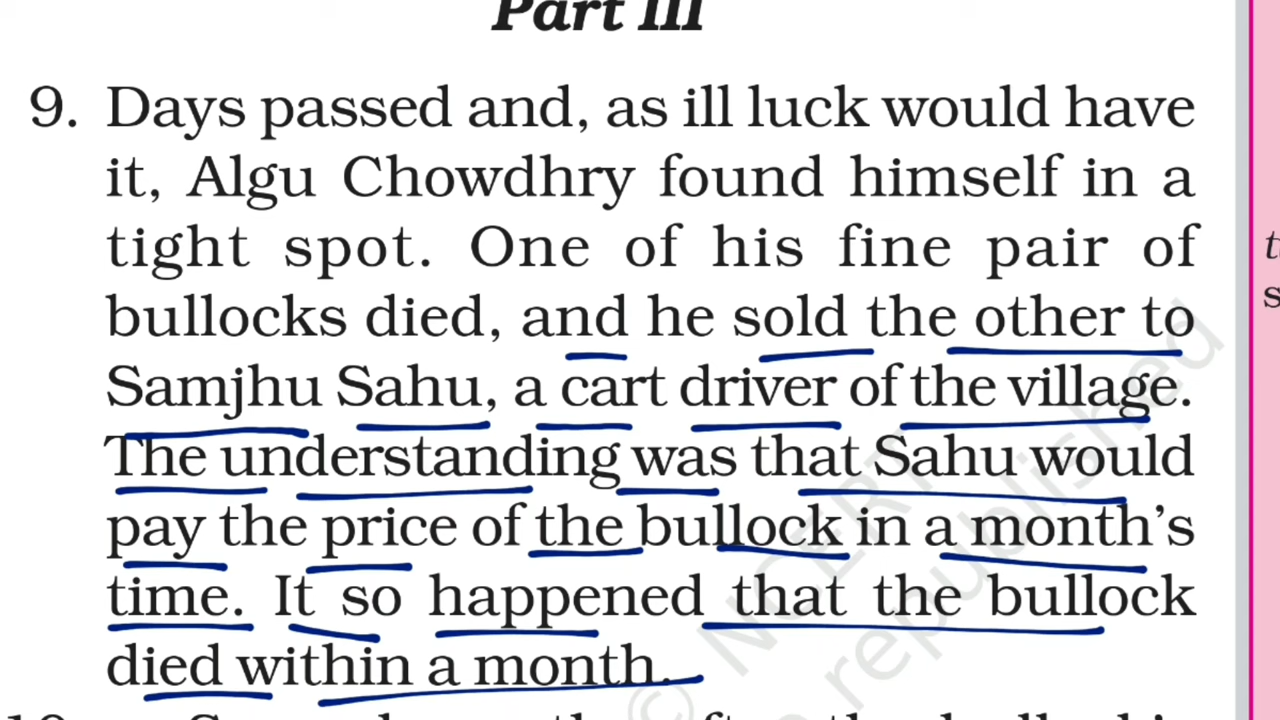 Part III
9. Days passed and, as ill luck would have
it, Algu Chowdhry found himself in a
tight spot. One of his fine pair of
bullocks died, and he sold the other to
Samjhu Sahu, a cart driver of the village.
The understanding was that Sahu would
pay the price of the bullock in a month's
time. It so happened that the bullock
died within a month.
© NCERT
republished